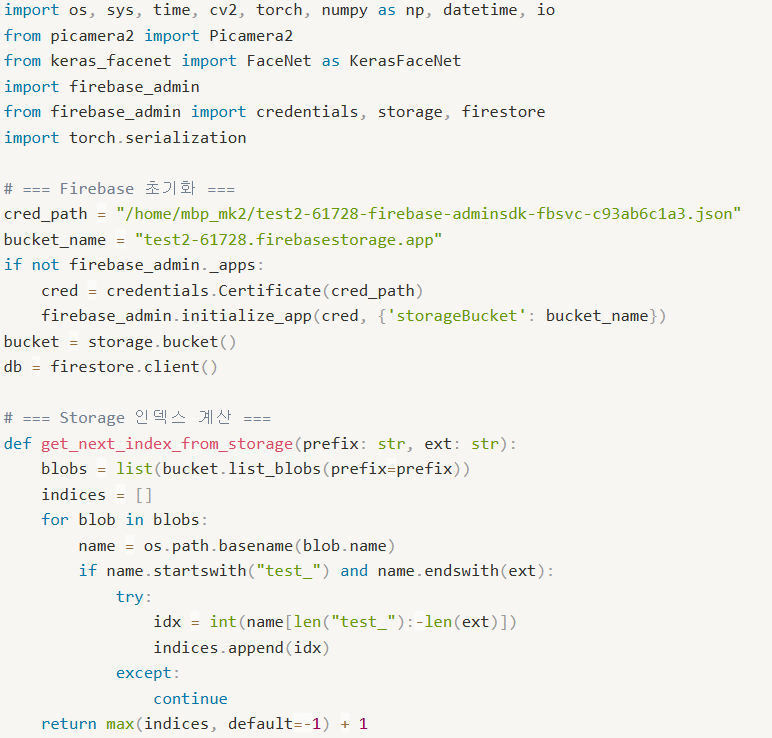 import os, sys, time, cv2, torch, numpy as np, datetime, io
from picamera2 import Picamera2
from keras_facenet import FaceNet as KerasFaceNet
import firebase_admin
from firebase_admin import credentials, storage, firestore
import torch.serialization

# === Firebase 초기화 ===
cred_path = "/home/mbp_mk2/test2-61728-firebase-adminsdk-fbsvc-c93ab6c1a3.json"
bucket_name = "test2-61728.firebasestorage.app"
if not firebase_admin._apps:
    cred = credentials.Certificate(cred_path)
    firebase_admin.initialize_app(cred, {'storageBucket': bucket_name})
bucket = storage.bucket()
db = firestore.client()

# === Storage 인덱스 계산 ===
def get_next_index_from_storage(prefix: str, ext: str):
    blobs = list(bucket.list_blobs(prefix=prefix))
    indices = []
    for blob in blobs:
        name = os.path.basename(blob.name)
        if name.startswith("test_") and name.endswith(ext):
            try:
                idx = int(name[len("test_"):-len(ext)])
                indices.append(idx)
            except:
                continue
    return max(indices, default=-1) + 1